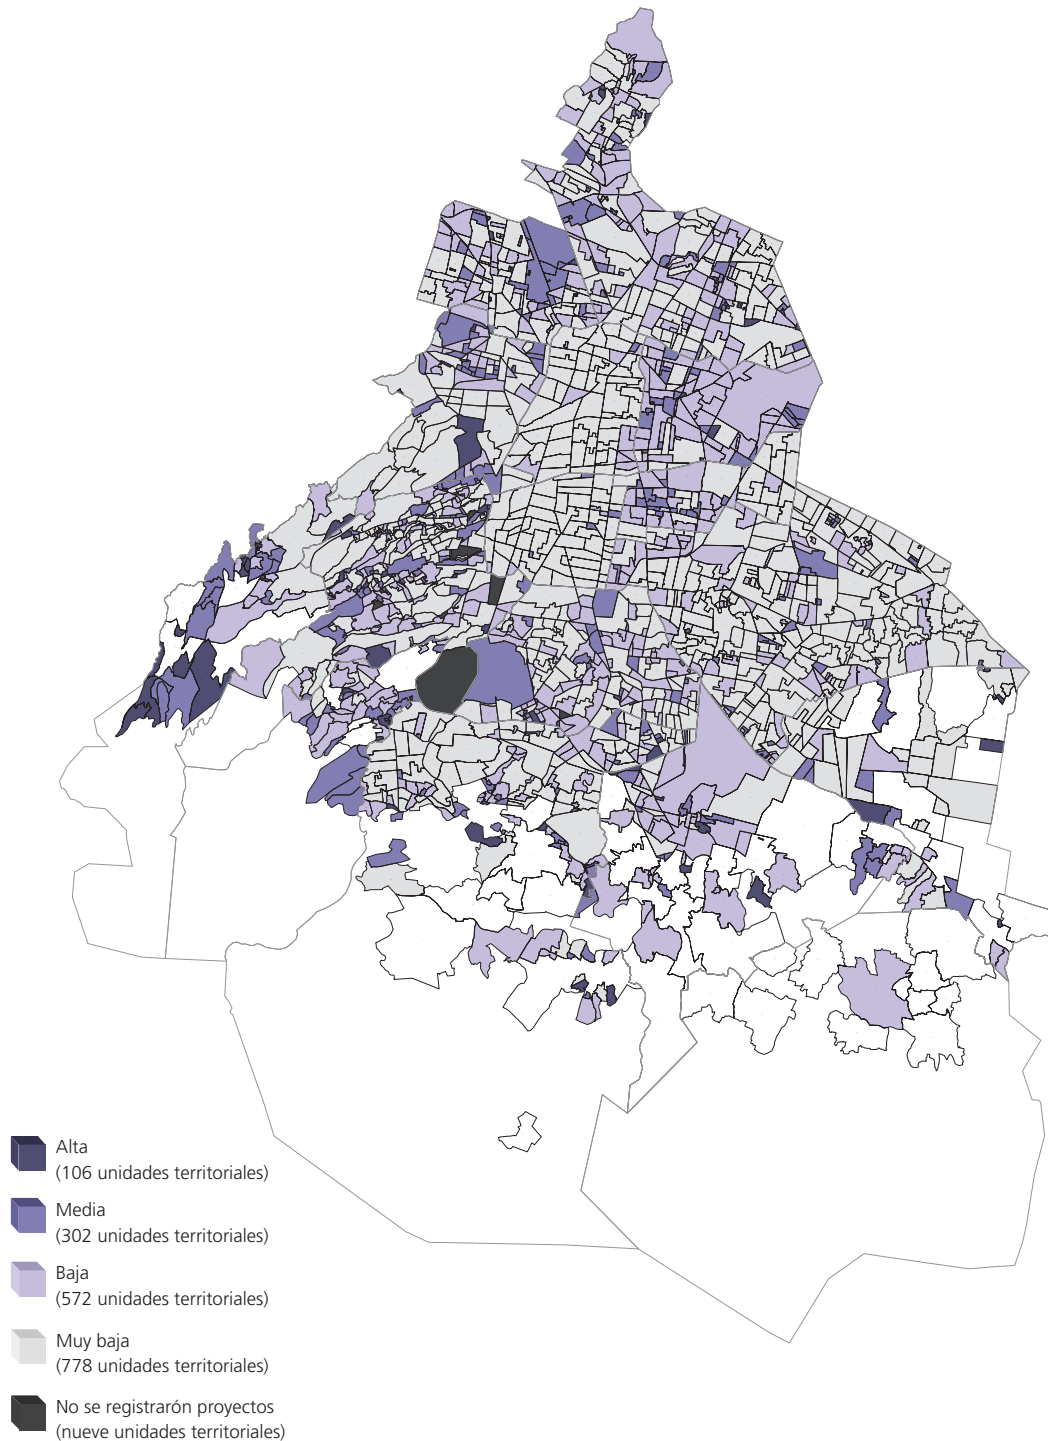 Alta
(106 unidades territoriales)
Media
(302 unidades territoriales)
Baja
(572 unidades territoriales)
Muy baja
(778 unidades territoriales)
No se registrarón proyectos
(nueve unidades territoriales)